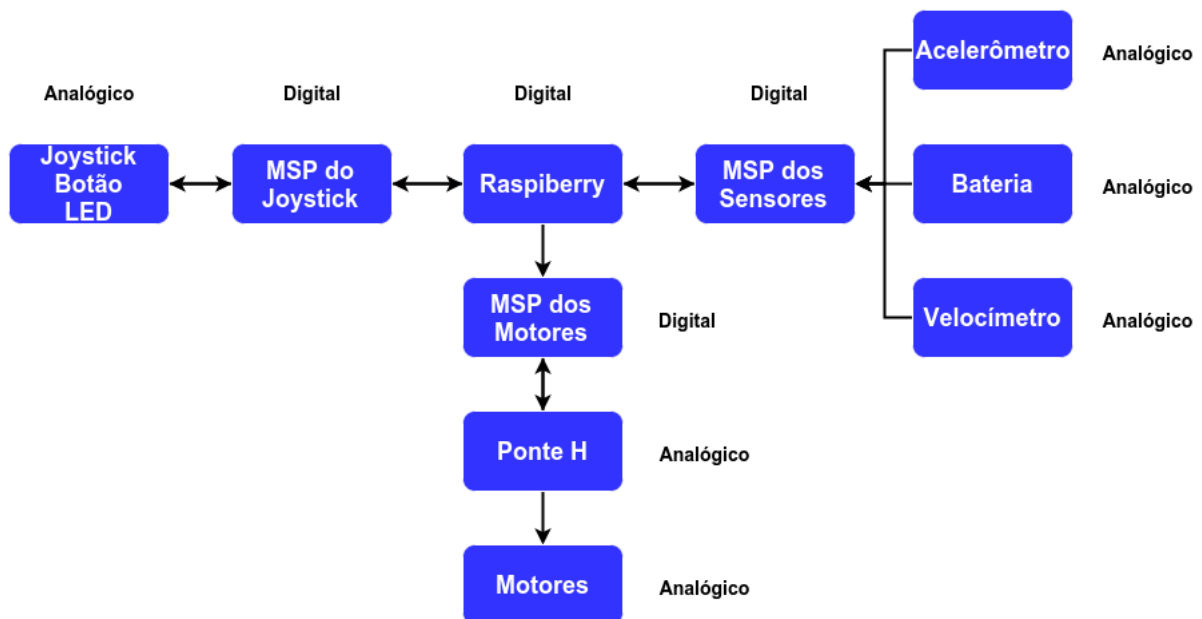 Acelerômetro
Analógico
Analógico
Digital
Digital
Digital
Joystick
Botão
LED
MSP do
Joystick
Raspiberry
MSP dos
Sensores
Bateria
Analógico
MSP dos
Motores
Digital
Velocímetro
Analógico
Ponte H
Analógico
Motores
Analógico